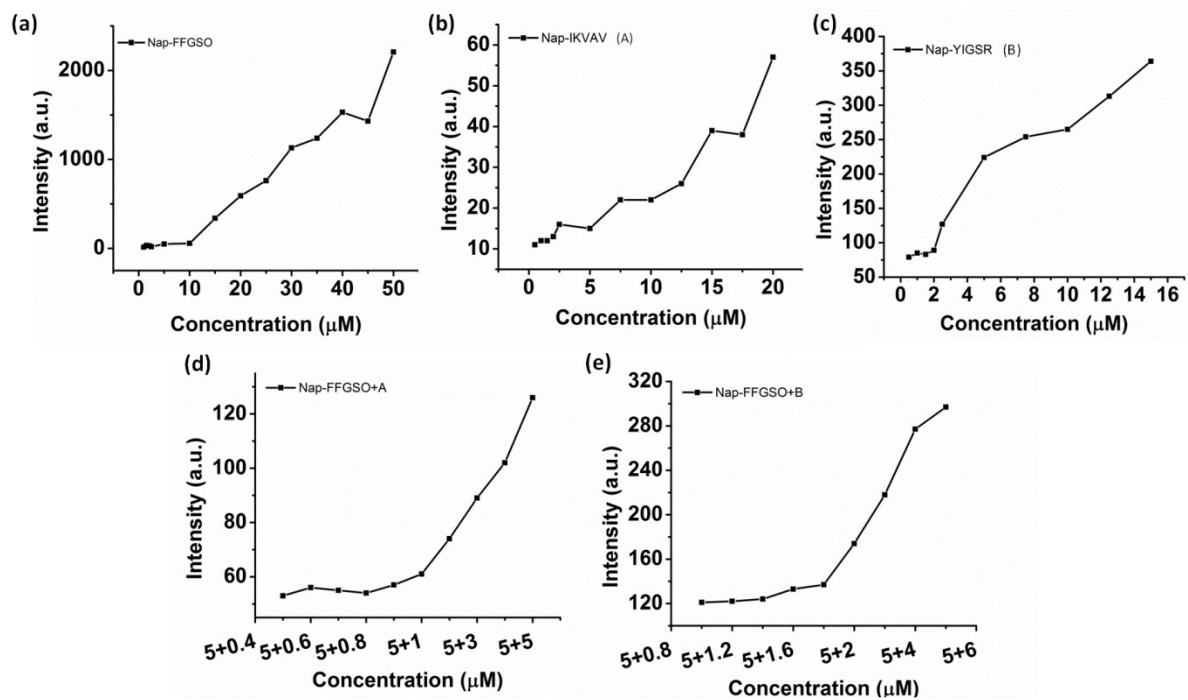 (a)
Nap-FFGSO
Intensity (a.u.)
2000
1000
0
0 10 20 30 40 50
Concentration (μM)
(b)
Nap-IKVAV (A)
Intensity (a.u.)
60
50
40
30
20
10
0 5 10 15 20
Concentration (μM)
(c)
Nap-YIGSR (B)
Intensity (a.u.)
400
350
300
250
200
150
100
50
0 2 4 6 8 10 12 14 16
Concentration (μM)
(d)
Nap-FFGSO+A
Intensity (a.u.)
120
100
80
60
5+0.4 5+0.6 5+0.8 5+1 5+3 5+5
Concentration (μM)
(e)
Nap-FFGSO+B
Intensity (a.u.)
320
280
240
200
160
120
5+0.8 5+1.2 5+1.6 5+2 5+4 5+6
Concentration (μM)